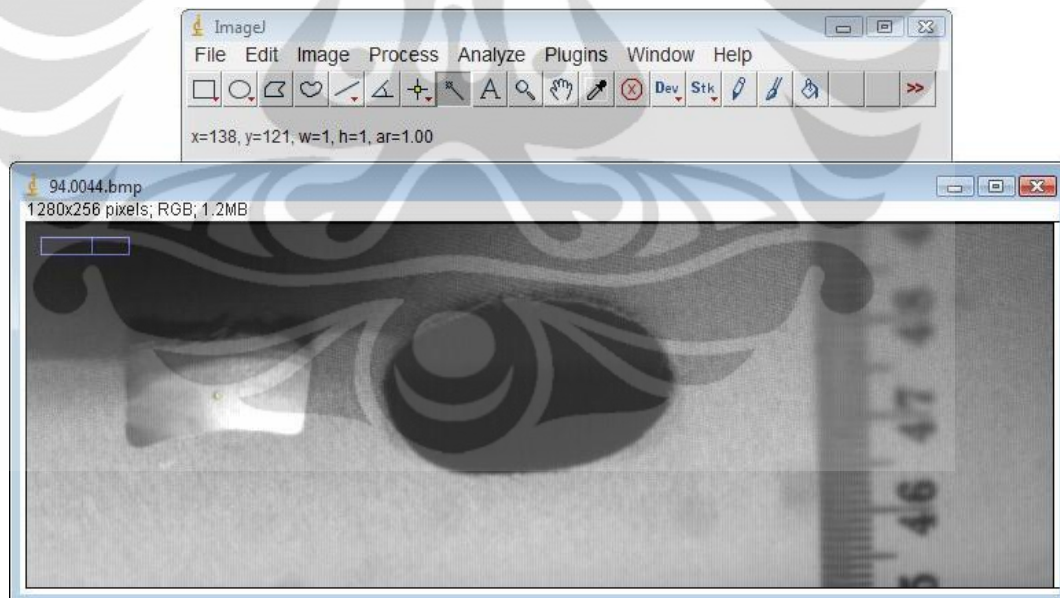 ImageJ
File Edit Image Process Analyze Plugins Window Help
A Dev Stk >>
x=138, y=121, w=1, h=1, ar=1.00
94.0044.bmp
1280x256 pixels; RGB; 1.2MB
48
47
46